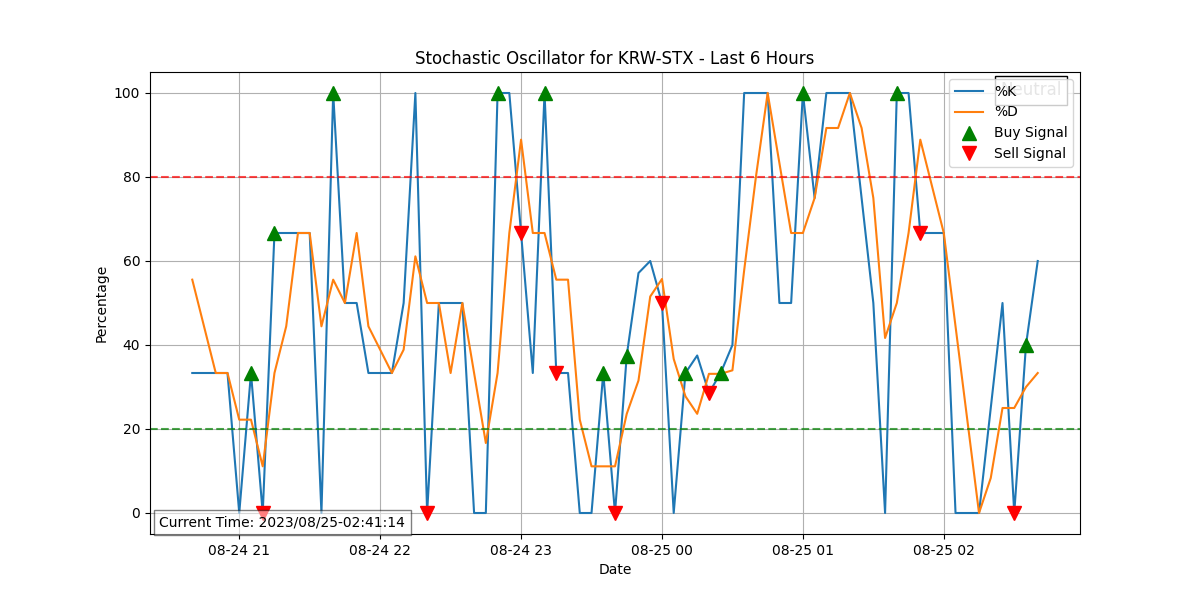 Stochastic Oscillator for KRW-STX - Last 6 Hours
Neutral
%K
%D
Buy Signal
Sell Signal
Percentage
100
80
60
40
20
0
Current Time: 2023/08/25-02:41:14
08-24 21
08-24 22
08-24 23
08-25 00
08-25 01
08-25 02
Date